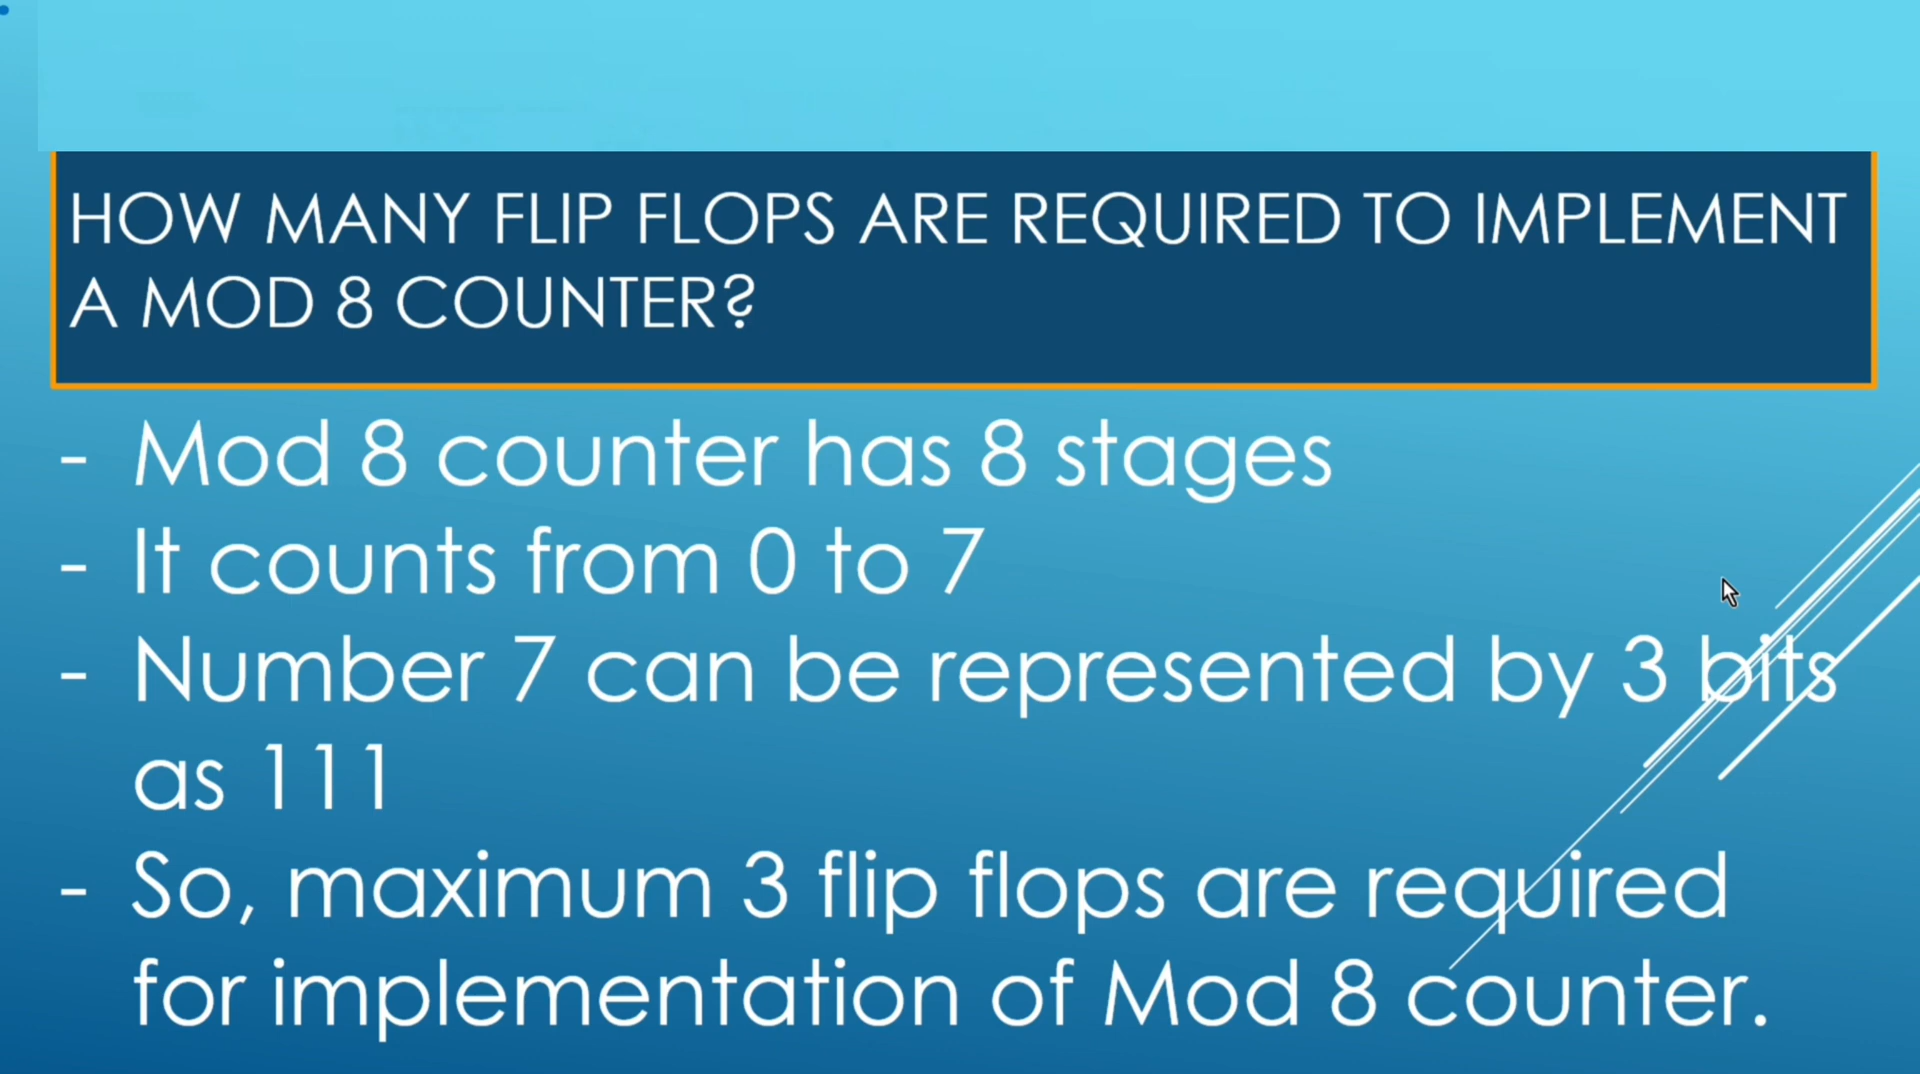 HOW MANY FLIP FLOPS ARE REQUIRED TO IMPLEMENT
A MOD 8 COUNTER?
- Mod 8 counter has 8 stages
- It counts from 0 to 7
- Number 7 can be represented by 3 bits
as 111
- So, maximum 3 flip flops are required
for implementation of Mod 8 counter.